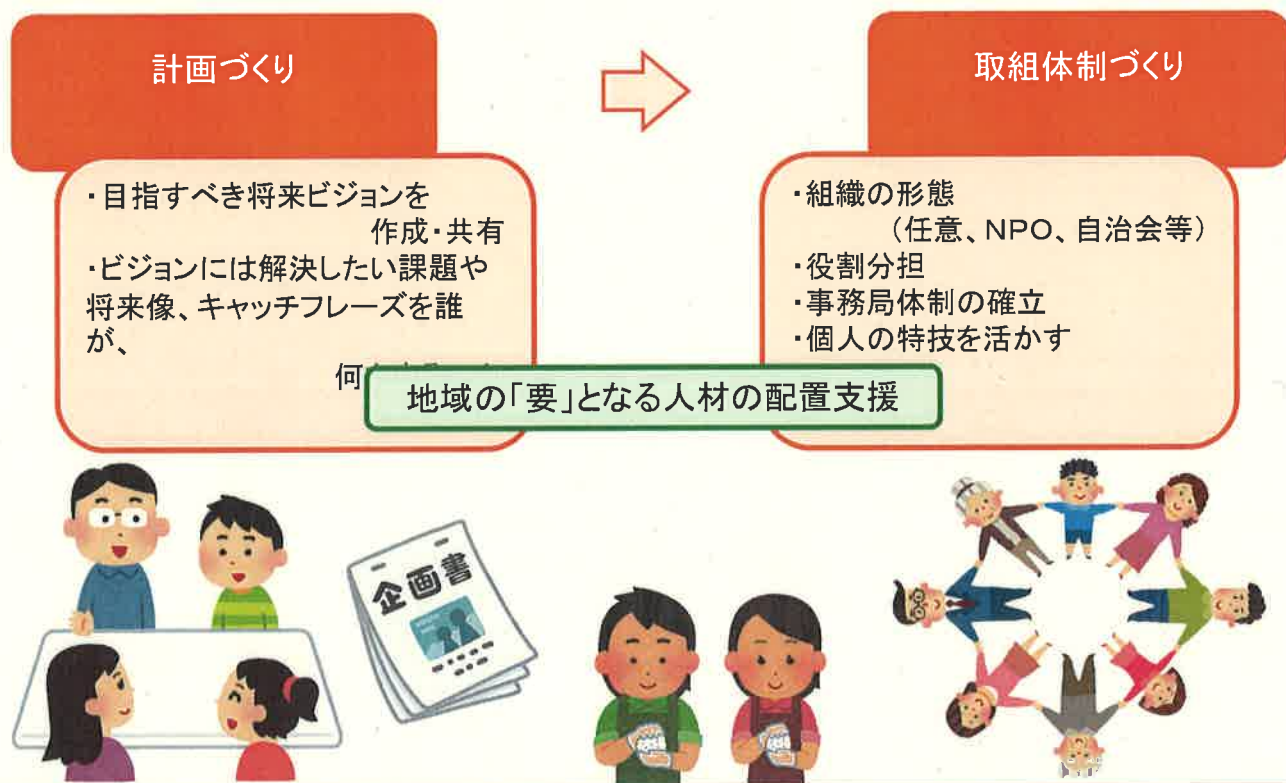 計画づくり
取組体制づくり
・目指すべき将来ビジョンを
作成・共有
・ビジョンには解決したい課題や
将来像、キャッチフレーズを誰
が、
何
・組織の形態
（任意、NPO、自治会等）
・役割分担
・事務局体制の確立
・個人の特技を活かす
地域の「要」となる人材の配置支援
企画書